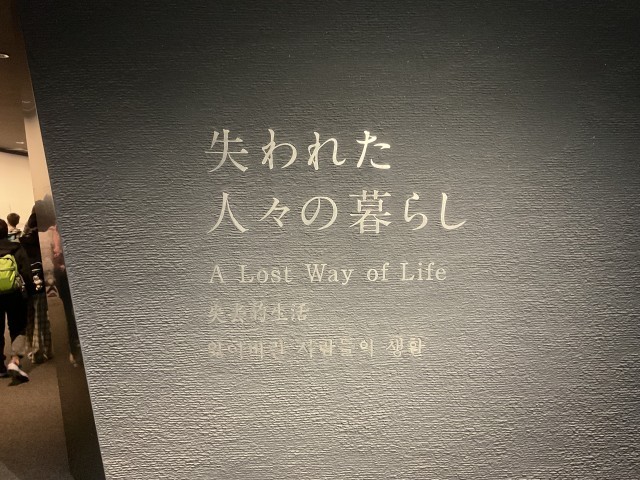 失われた
人々の暮らし
A Lost Way of Life
失去的生活
잃어버린 사람들의 생활